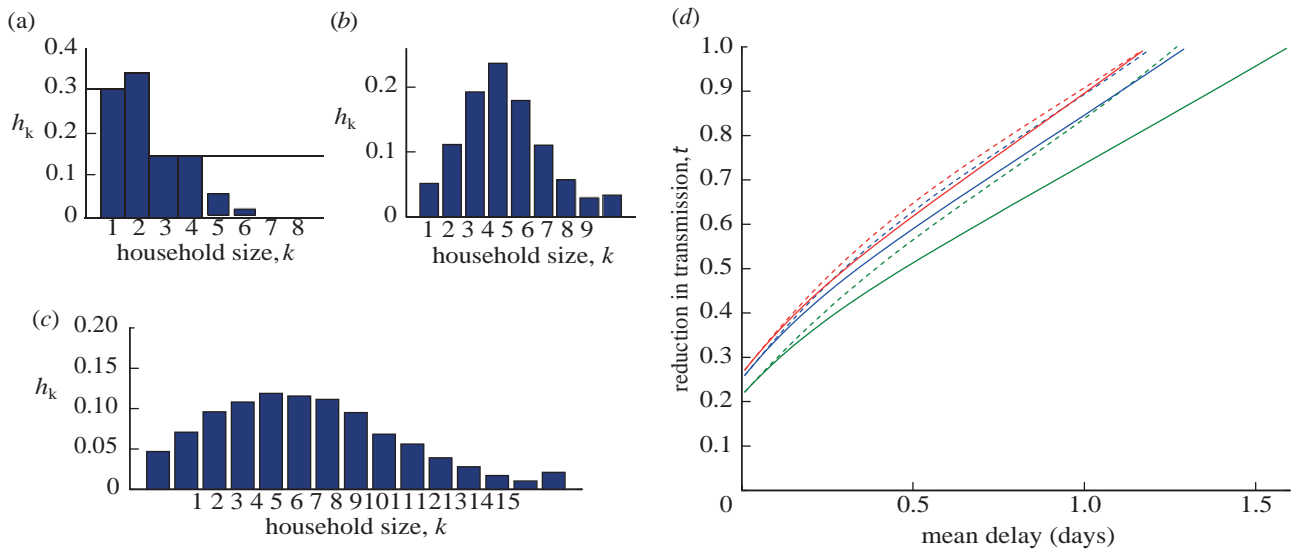 (a)
0.4
0.3
h_k
0.2
0.1
0
1 2 3 4 5 6 7 8
household size, k
(b)
0.2
h_k
0.1
0
1 2 3 4 5 6 7 8 9
household size, k
(c)
0.20
0.15
h_k
0.10
0.05
0
1 2 3 4 5 6 7 8 9 10 11 12 13 14 15
household size, k
(d)
1.0
0.9
0.8
0.7
0.6
0.5
0.4
0.3
0.2
0.1
0
reduction in transmission, t
0.5 1.0 1.5
mean delay (days)